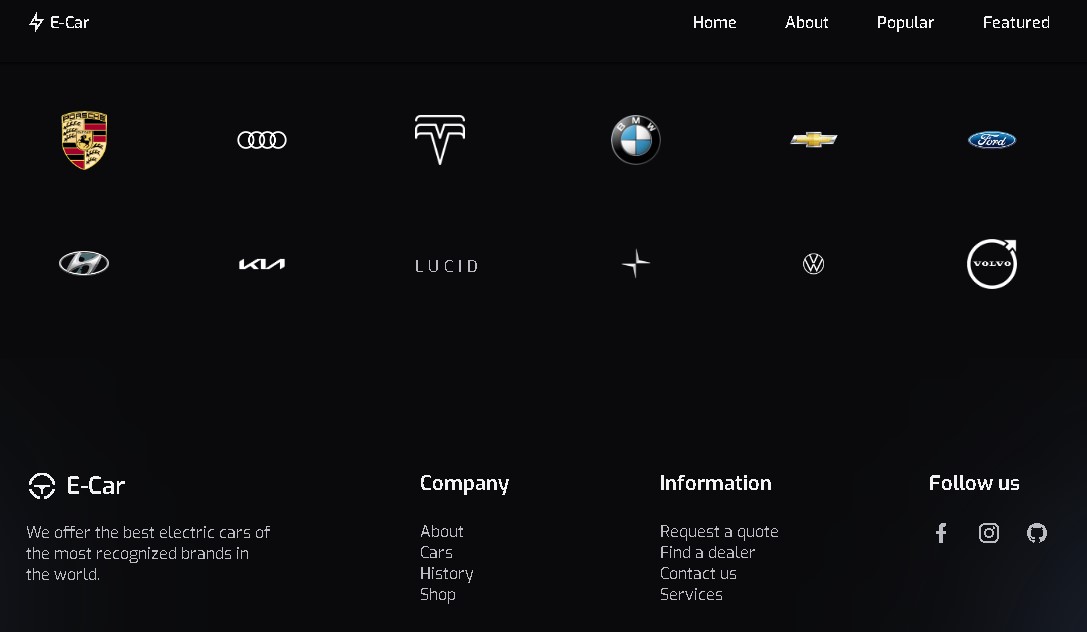 E-Car
Home About Popular Featured
PORSCHE
BMW
Ford
KIA
LUCID
VOLVO
E-Car
We offer the best electric cars of
the most recognized brands in
the world.
Company
About
Cars
History
Shop
Information
Request a quote
Find a dealer
Contact us
Services
Follow us